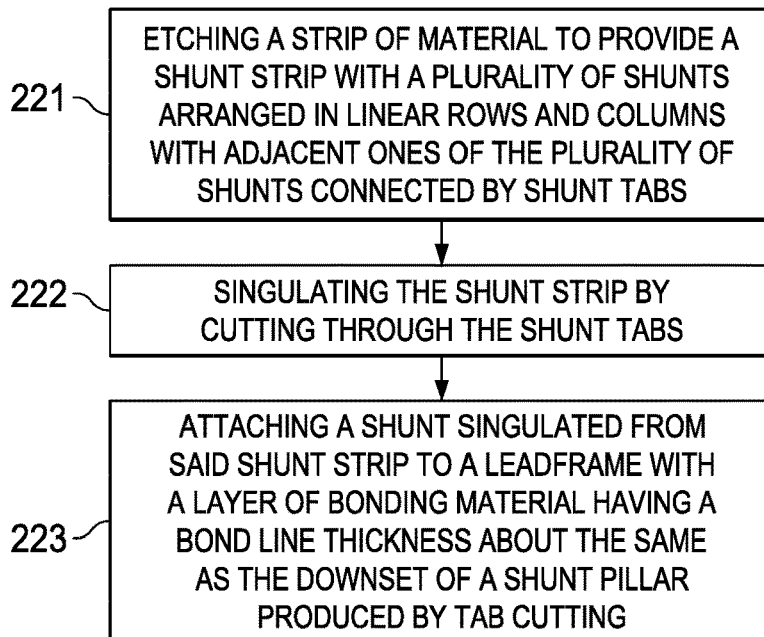 221
ETCHING A STRIP OF MATERIAL TO PROVIDE A
SHUNT STRIP WITH A PLURALITY OF SHUNTS
ARRANGED IN LINEAR ROWS AND COLUMNS
WITH ADJACENT ONES OF THE PLURALITY OF
SHUNTS CONNECTED BY SHUNT TABS
222
SINGULATING THE SHUNT STRIP BY
CUTTING THROUGH THE SHUNT TABS
223
ATTACHING A SHUNT SINGULATED FROM
SAID SHUNT STRIP TO A LEADFRAME WITH
A LAYER OF BONDING MATERIAL HAVING A
BOND LINE THICKNESS ABOUT THE SAME
AS THE DOWNSET OF A SHUNT PILLAR
PRODUCED BY TAB CUTTING